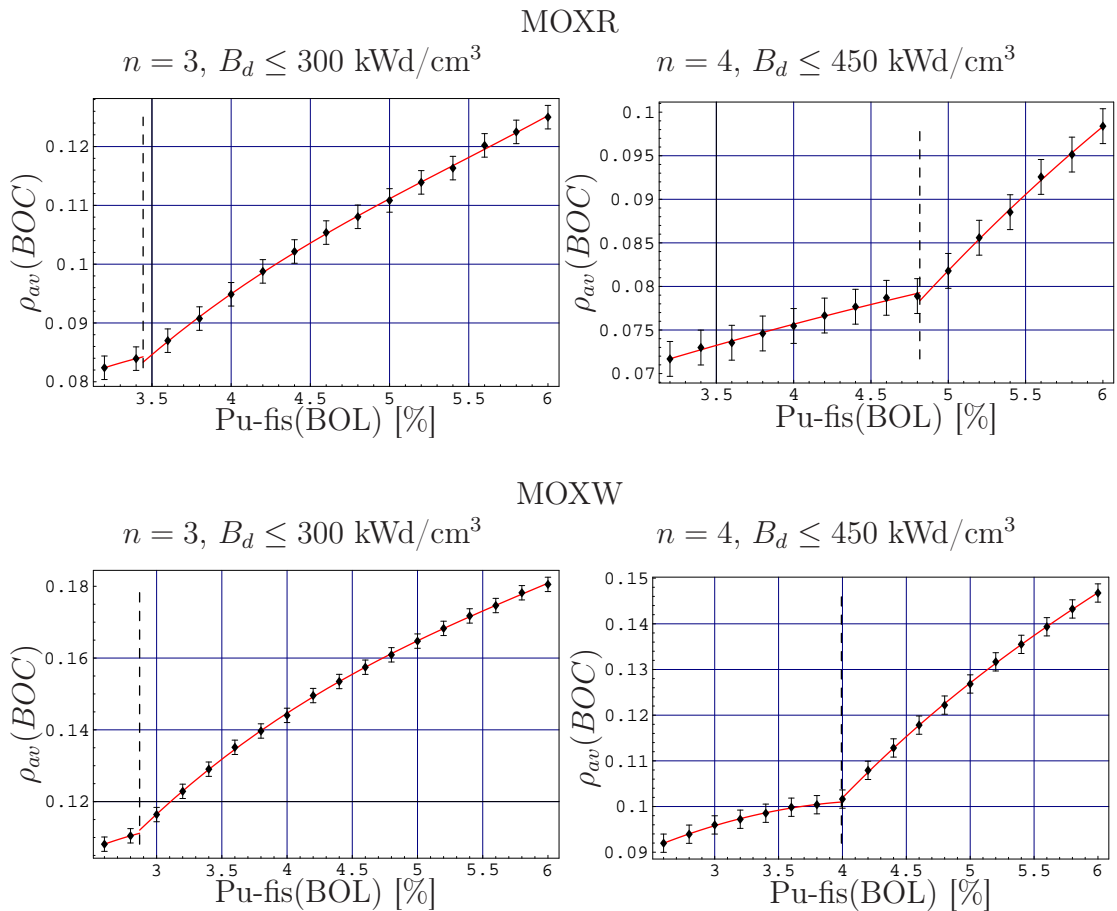 MOXR
n = 3, B_d ≤ 300 kWd/cm³
n = 4, B_d ≤ 450 kWd/cm³
ρ_av(BOC)
0.12
0.11
0.1
0.09
0.08
3.5 4 4.5 5 5.5 6
Pu-fis(BOL) [%]
ρ_av(BOC)
0.1
0.095
0.09
0.085
0.08
0.075
0.07
3.5 4 4.5 5 5.5 6
Pu-fis(BOL) [%]
MOXW
n = 3, B_d ≤ 300 kWd/cm³
n = 4, B_d ≤ 450 kWd/cm³
ρ_av(BOC)
0.18
0.16
0.14
0.12
3 3.5 4 4.5 5 5.5 6
Pu-fis(BOL) [%]
ρ_av(BOC)
0.15
0.14
0.13
0.12
0.11
0.1
0.09
3 3.5 4 4.5 5 5.5 6
Pu-fis(BOL) [%]